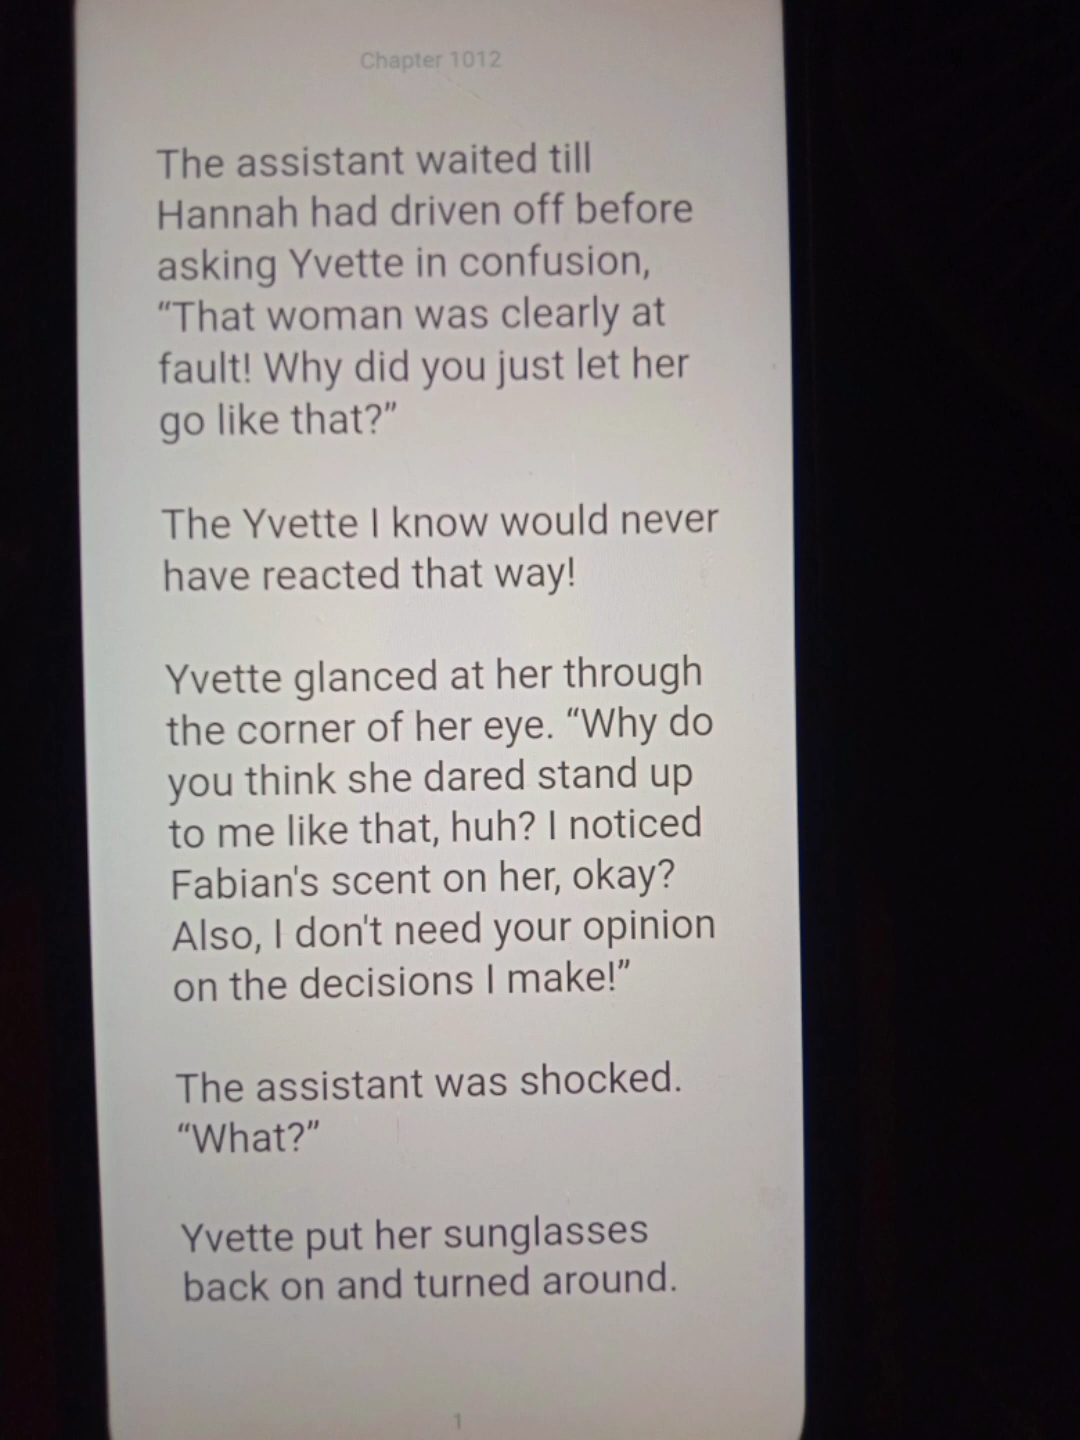 Chapter 1012
The assistant waited till
Hannah had driven off before
asking Yvette in confusion,
“That woman was clearly at
fault! Why did you just let her
go like that?”
The Yvette I know would never
have reacted that way!
Yvette glanced at her through
the corner of her eye. “Why do
you think she dared stand up
to me like that, huh? I noticed
Fabian's scent on her, okay?
Also, I don't need your opinion
on the decisions I make!”
The assistant was shocked.
“What?”
Yvette put her sunglasses
back on and turned around.
1